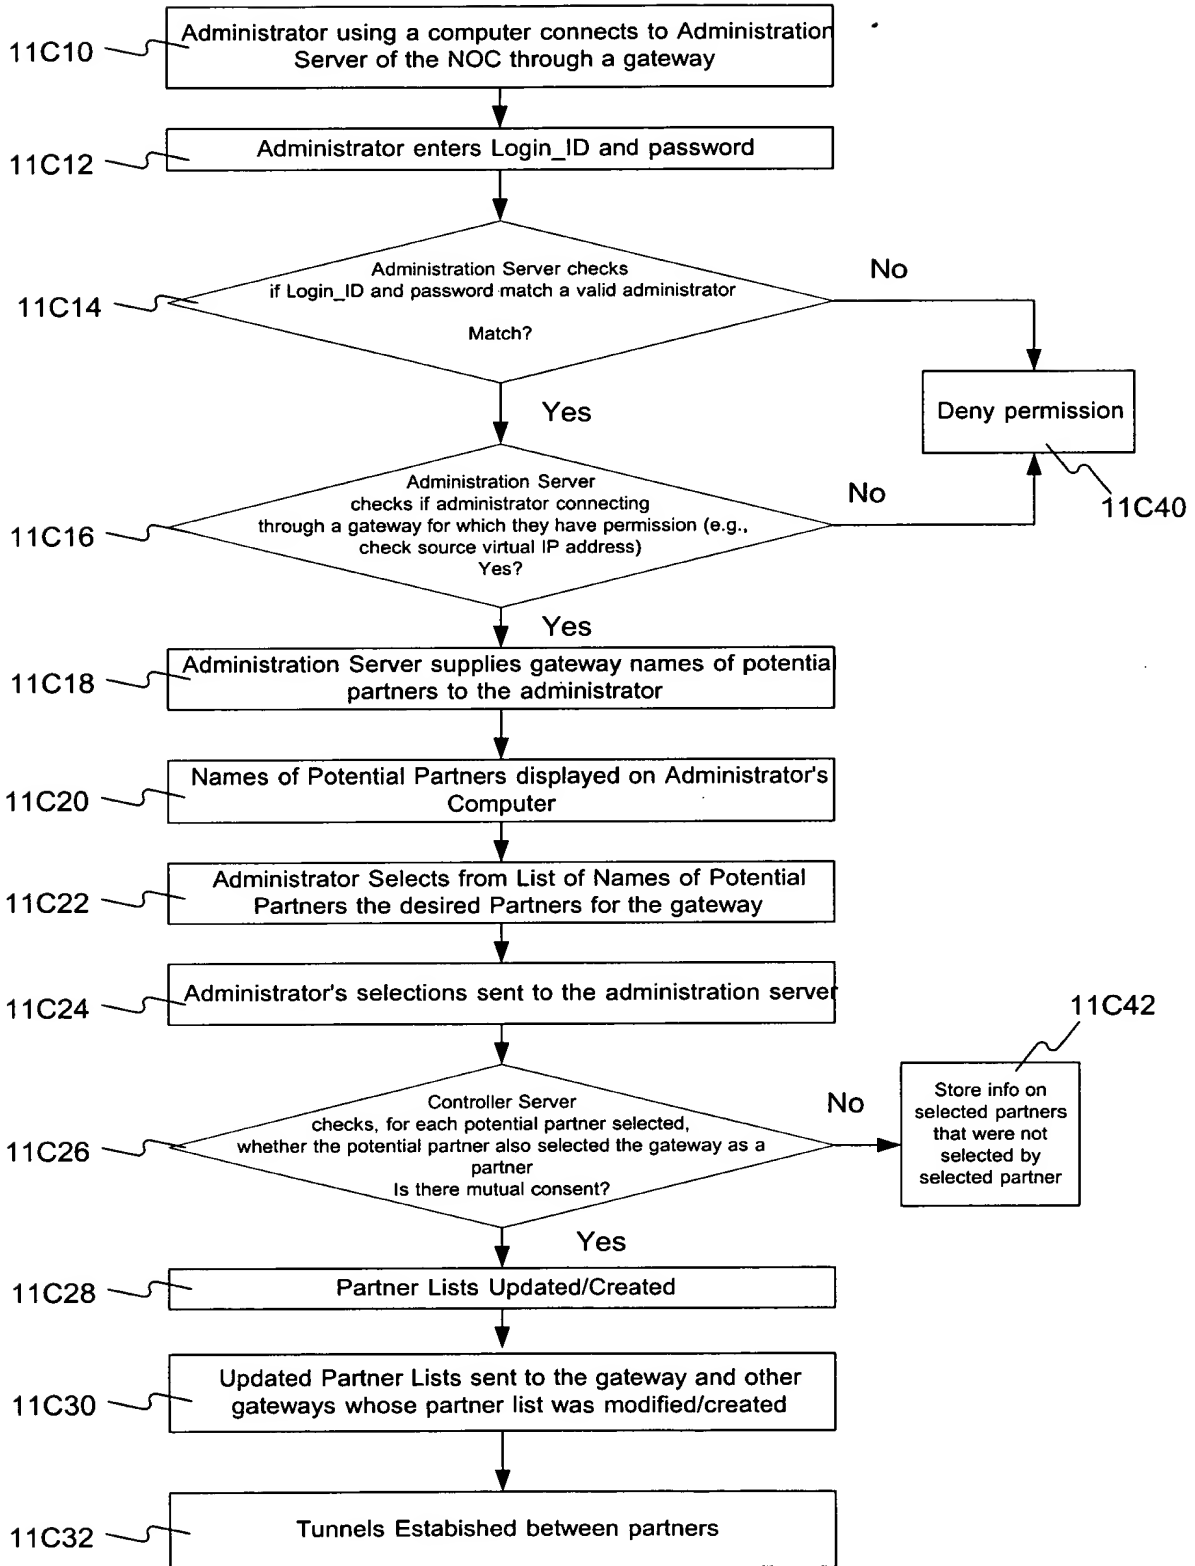 11C10
Administrator using a computer connects to Administration
Server of the NOC through a gateway
11C12
Administrator enters Login_ID and password
11C14
Administration Server checks
if Login_ID and password match a valid administrator
Match?
No
Yes
Deny permission
11C40
11C16
Administration Server
checks if administrator connecting
through a gateway for which they have permission (e.g.,
check source virtual IP address)
Yes?
No
Yes
11C18
Administration Server supplies gateway names of potential
partners to the administrator
11C20
Names of Potential Partners displayed on Administrator's
Computer
11C22
Administrator Selects from List of Names of Potential
Partners the desired Partners for the gateway
11C24
Administrator's selections sent to the administration server
11C26
Controller Server
checks, for each potential partner selected,
whether the potential partner also selected the gateway as a
partner
Is there mutual consent?
No
11C42
Store info on
selected partners
that were not
selected by
selected partner
Yes
11C28
Partner Lists Updated/Created
11C30
Updated Partner Lists sent to the gateway and other
gateways whose partner list was modified/created
11C32
Tunnels Estabished between partners